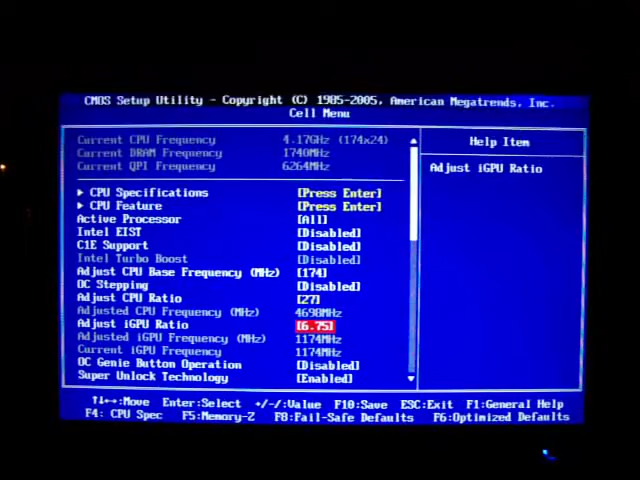 CMOS Setup Utility - Copyright (C) 1985-2005, American Megatrends, Inc.
Cell Menu
Current CPU Frequency 4.17GHz (174x24)
Current DRAM Frequency 1740MHz
Current QPI Frequency 6264MHz
▶ CPU Specifications [Press Enter]
▶ CPU Feature [Press Enter]
Active Processor [All]
Intel EIST [Disabled]
C1E Support [Disabled]
Intel Turbo Boost [Disabled]
Adjust CPU Base Frequency (MHz) [174]
OC Stepping [Disabled]
Adjust CPU Ratio [27]
Adjusted CPU Frequency (MHz) 4698MHz
Adjust iGPU Ratio [6.75]
Adjusted iGPU Frequency (MHz) 1174MHz
Current iGPU Frequency 1174MHz
OC Genie Button Operation [Disabled]
Super Unlock Technology [Enabled]
Help Item
Adjust iGPU Ratio
↑↓←→:Move Enter:Select +/-/:Value F10:Save ESC:Exit F1:General Help
F4: CPU Spec F5:Memory-Z F8:Fail-Safe Defaults F6:Optimized Defaults